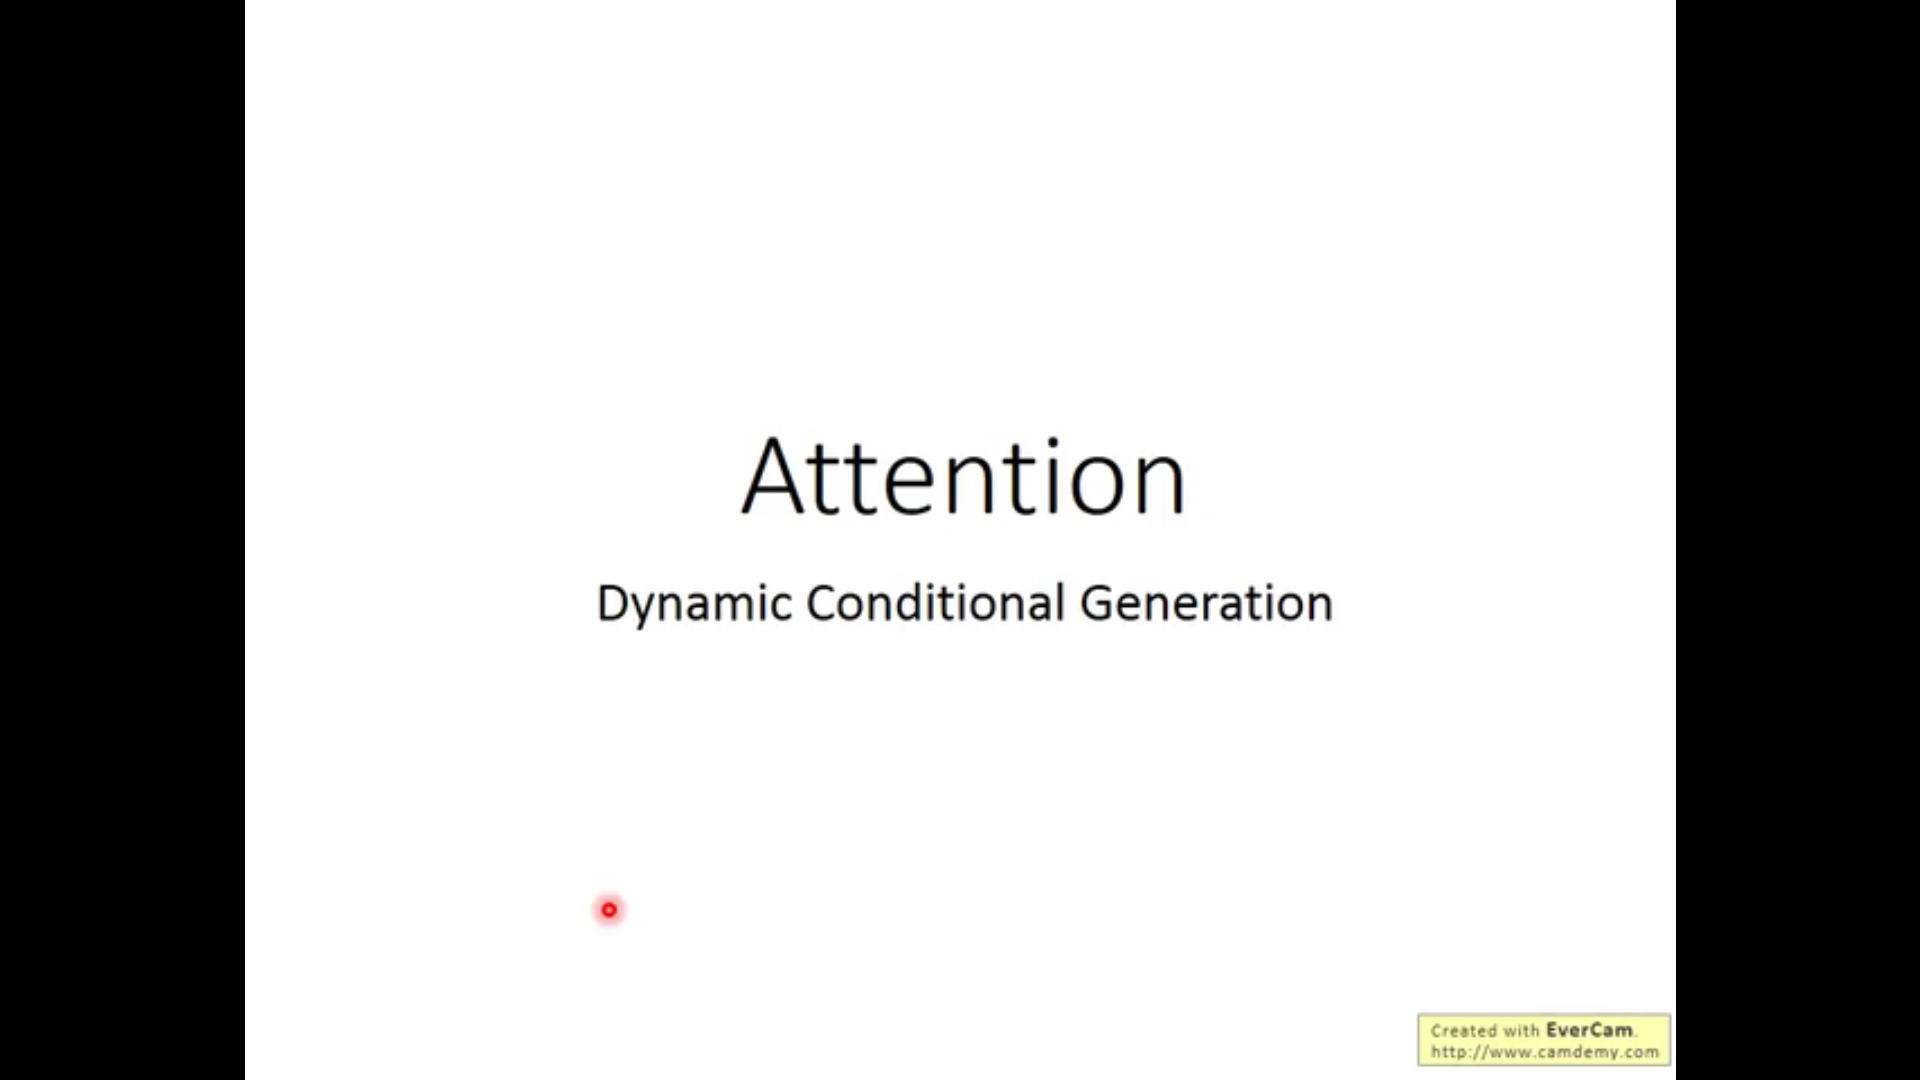 Attention
Dynamic Conditional Generation
Created with EverCam.
http://www.camdemy.com